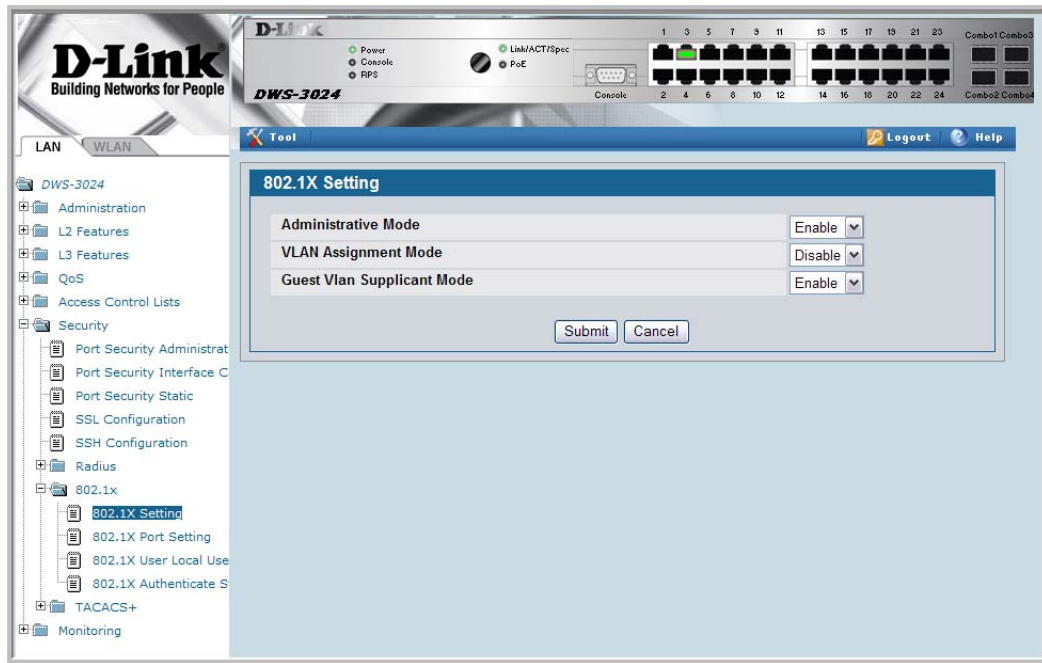 D-Link
Building Networks for People
D-Link
Power
Console
RPS
Link/ACT/Spec
PoE
Console
DWS-3024
1 3 5 7 9 11 13 15 17 19 21 23 Combo1 Combo3
2 4 6 8 10 12 14 16 18 20 22 24 Combo2 Combo4
Tool
Logout
Help
LAN
WLAN
DWS-3024
Administration
L2 Features
L3 Features
QoS
Access Control Lists
Security
Port Security Administrat
Port Security Interface C
Port Security Static
SSL Configuration
SSH Configuration
Radius
802.1x
802.1X Setting
802.1X Port Setting
802.1X User Local Use
802.1X Authenticate S
TACACS+
Monitoring
802.1X Setting
Administrative Mode Enable
VLAN Assignment Mode Disable
Guest Vlan Supplicant Mode Enable
Submit Cancel